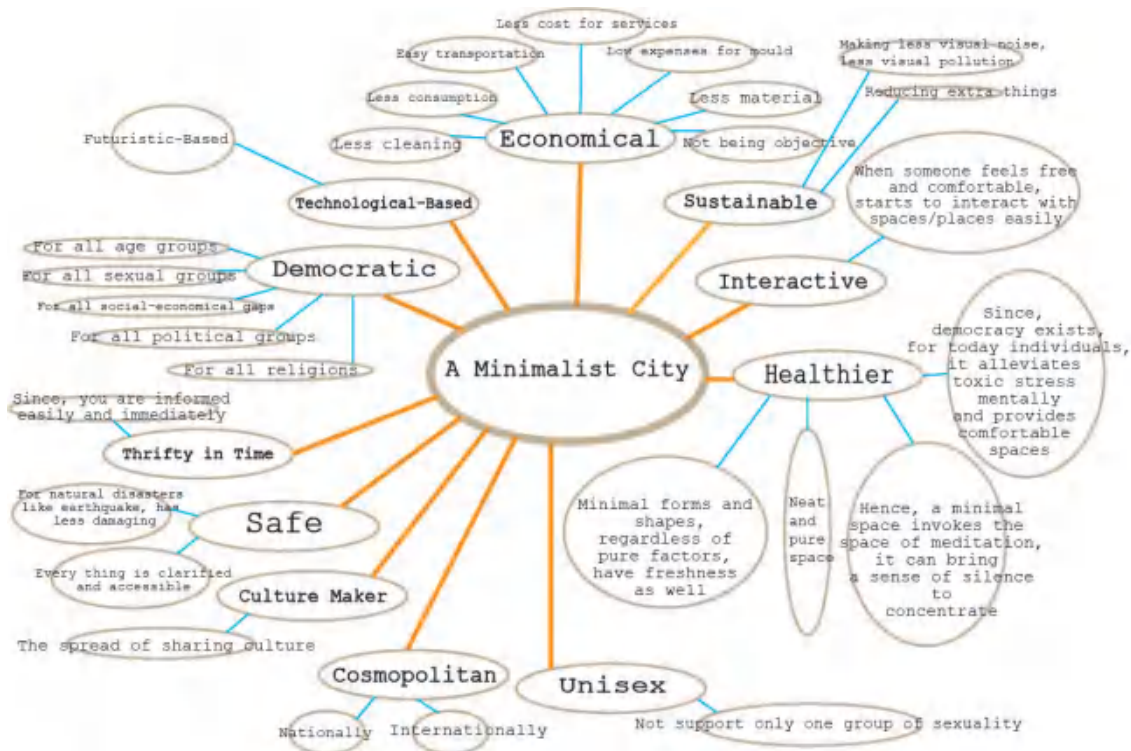 Less cost for services
Easy transportation
Low expenses for mould
Less consumption
Less material
Less cleaning
Not being objective
Economical
Making less visual noise,
less visual pollution
Reducing extra things
Sustainable
Futuristic-Based
Technological-Based
When someone feels free
and comfortable,
starts to interact with
spaces/places easily
Interactive
For all age groups
For all sexual groups
For all social-economical gaps
For all political groups
For all religions
Democratic
A Minimalist City
Healthier
Since,
democracy exists,
for today individuals,
it alleviates
toxic stress
mentally
and provides
comfortable
spaces
Since, you are informed
easily and immediately
Thrifty in Time
For natural disasters
like earthquake, has
less damaging
Safe
Every thing is clarified
and accessible
Minimal forms and
shapes,
regardless of
pure factors,
have freshness
as well
Neat
and
pure
space
Hence, a minimal
space invokes the
space of meditation,
it can bring
a sense of silence
to
concentrate
Culture Maker
The spread of sharing culture
Cosmopolitan
Nationally
Internationally
Unisex
Not support only one group of sexuality